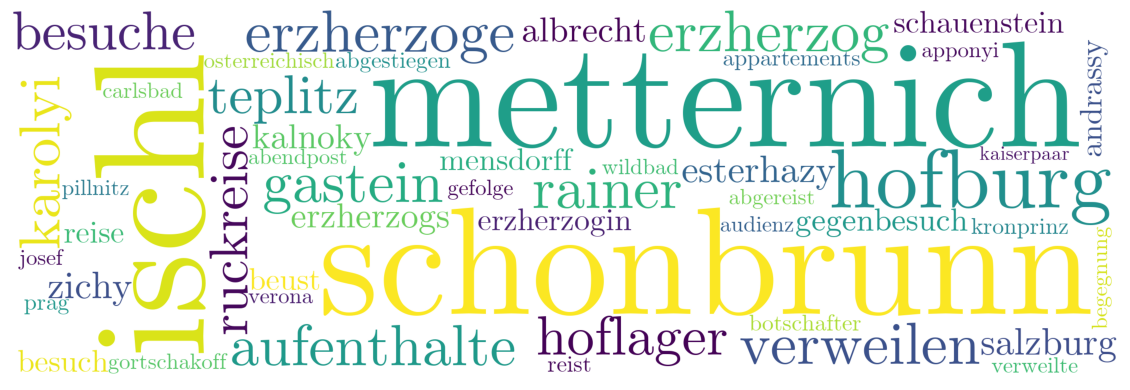 besuche
erzherzoge
albrecht
erzherzog
schauenstein
apponyi
osterreichisch
abgestiegen
appartements
andrassy
carlsbad
karolyi
ischl
teplitz
metternich
kalnoky
abendpost
mensdorff
wildbad
kaiserpaar
esterhazy
hofburg
pillnitz
ruckreise
gastein
gefolge
rainer
abgereist
erzherzogs
erzherzogin
audienz
gegenbesuch
kronprinz
reise
josef
zichy
prag
beust
verona
schonbrunn
begegnung
besuch
gortschakoff
aufenthalte
hoflager
reist
botschafter
verweilen
salzburg
verweilte